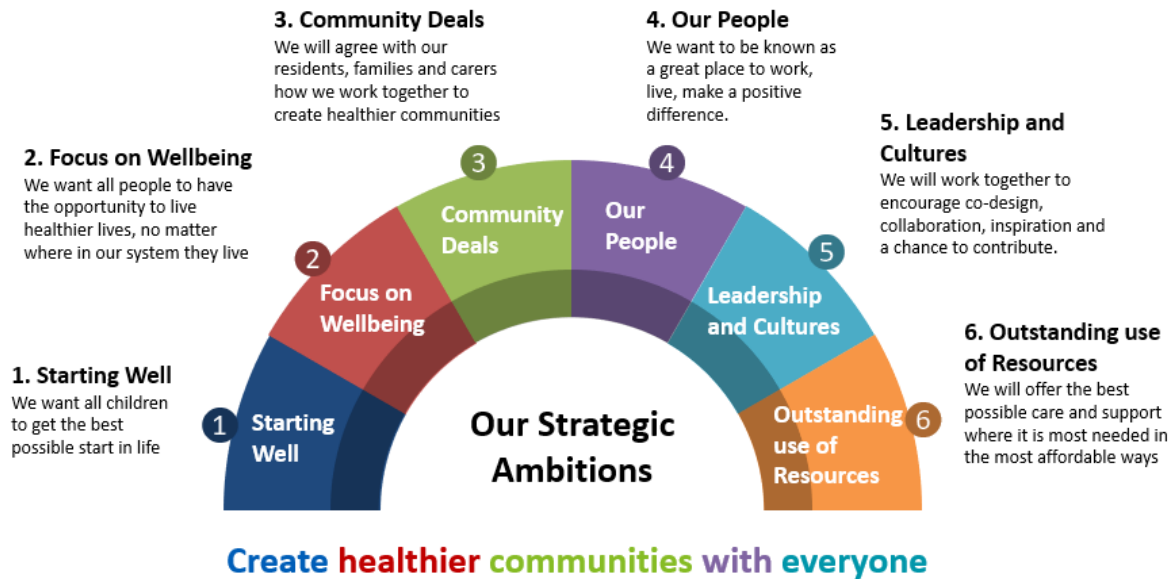 3. Community Deals
We will agree with our
residents, families and carers
how we work together to
create healthier communities
4. Our People
We want to be known as
a great place to work,
live, make a positive
difference.
2. Focus on Wellbeing
We want all people to have
the opportunity to live
healthier lives, no matter
where in our system they live
5. Leadership and
Cultures
We will work together to
encourage co-design,
collaboration, inspiration and
a chance to contribute.
1. Starting Well
We want all children
to get the best
possible start in life
6. Outstanding use
of Resources
We will offer the best
possible care and support
where it is most needed in
the most affordable ways
1
Starting
Well
2
Focus on
Wellbeing
3
Community
Deals
4
Our
People
5
Leadership
and Cultures
6
Outstanding
use of
Resources
Our Strategic
Ambitions
Create healthier communities with everyone